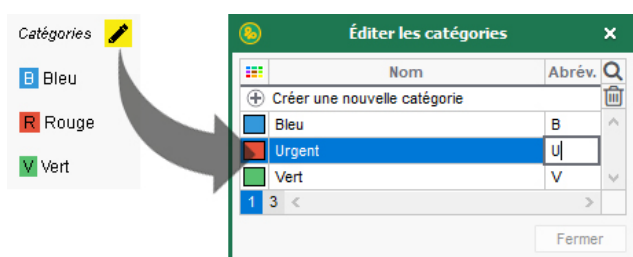 Catégories
B Bleu
R Rouge
V Vert
Éditer les catégories
Nom Abrév.
Créer une nouvelle catégorie
Bleu B
Urgent U
Vert V
1 3
Fermer